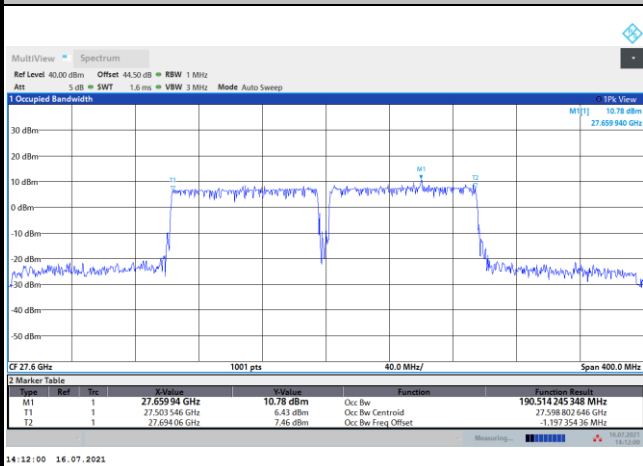 MultiView Spectrum
Ref Level 40.00 dBm Offset 44.50 dB RBW 1 MHz
Att 5 dB SWT 1.6 ms VBW 3 MHz Mode Auto Sweep
1 Occupied Bandwidth 1Pk View
M1[1] 10.78 dBm
27.659 940 GHz
30 dBm
20 dBm
M1
T1 T2
10 dBm
0 dBm
-10 dBm
-20 dBm
-30 dBm
-40 dBm
-50 dBm
CF 27.6 GHz 1001 pts 40.0 MHz/ Span 400.0 MHz
2 Marker Table
Type Ref Trc X-Value Y-Value Function Function Result
M1 1 27.659 94 GHz 10.78 dBm Occ Bw 190.514 245 348 MHz
T1 1 27.503 546 GHz 6.43 dBm Occ Bw Centroid 27.598 802 646 GHz
T2 1 27.694 06 GHz 7.46 dBm Occ Bw Freq Offset -1.197 354 36 MHz
Measuring... 16.07.2021
14:12:00
14:12:00 16.07.2021